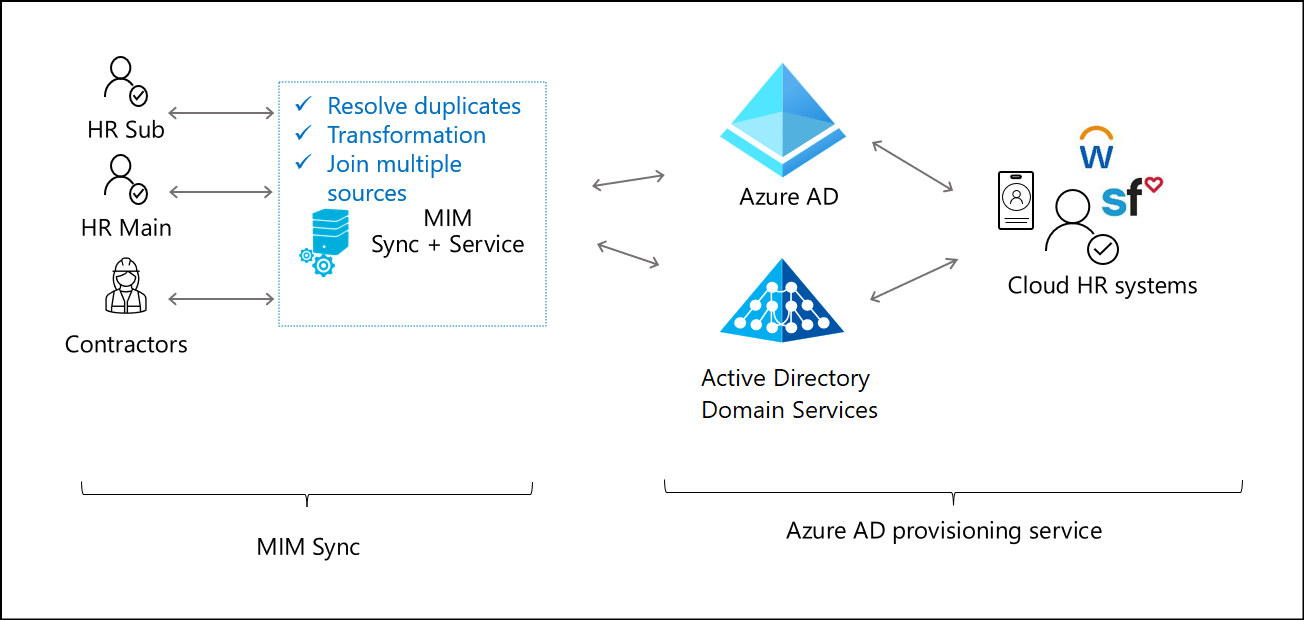 HR Sub
HR Main
Contractors
Resolve duplicates
Transformation
Join multiple
sources
MIM
Sync + Service
Azure AD
Active Directory
Domain Services
W
sf
Cloud HR systems
MIM Sync
Azure AD provisioning service